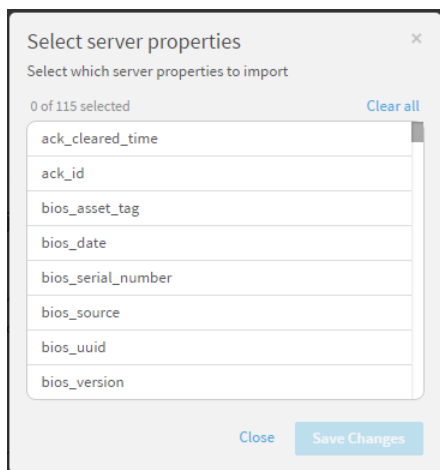 Select server properties
×
Select which server properties to import
0 of 115 selected Clear all
ack_cleared_time
ack_id
bios_asset_tag
bios_date
bios_serial_number
bios_source
bios_uuid
bios_version
Close Save Changes